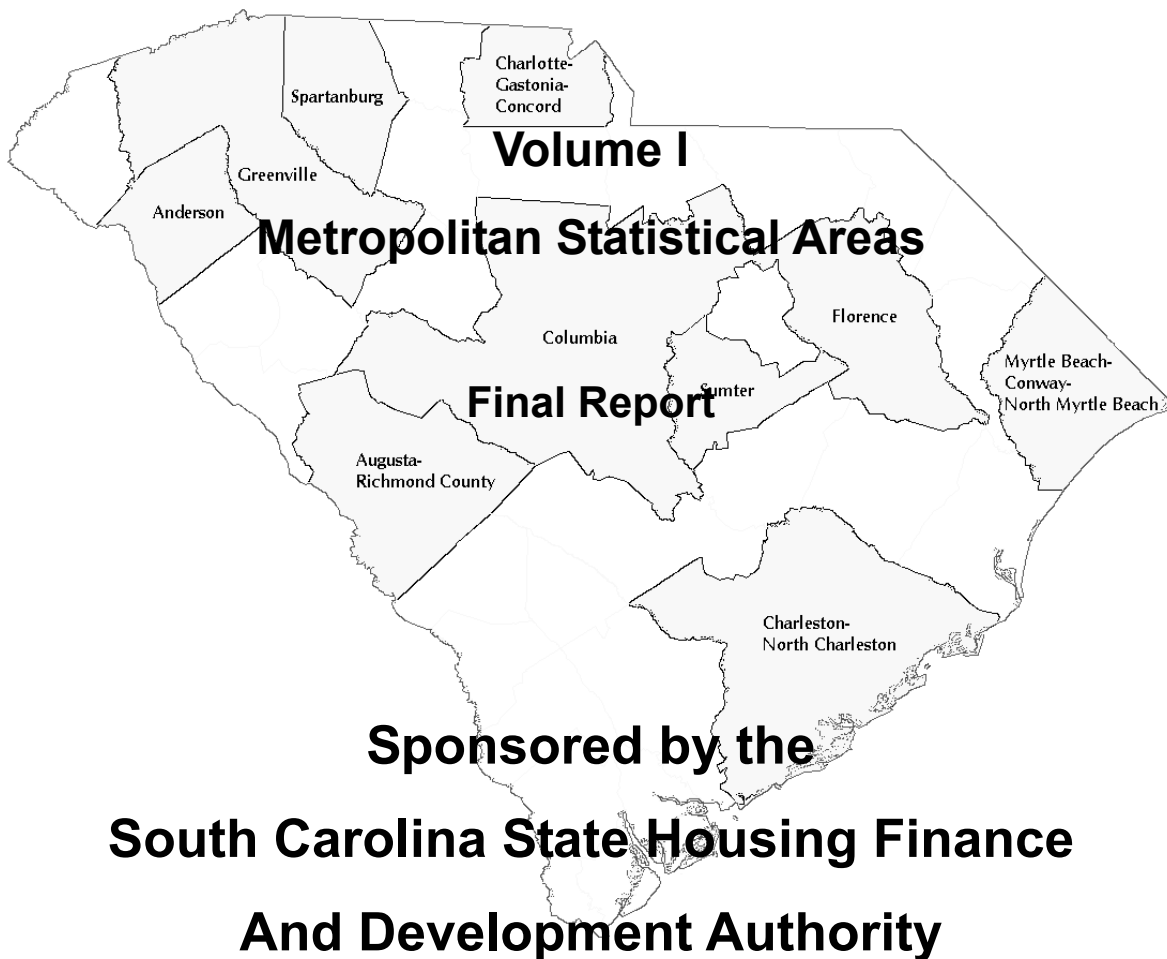 Charlotte-
Gastonia-
Concord
Spartanburg
Volume I
Greenville
Anderson
Metropolitan Statistical Areas
Florence
Columbia
Myrtle Beach-
Conway-
North Myrtle Beach
Sumter
Final Report
Augusta-
Richmond County
Charleston-
North Charleston
Sponsored by the
South Carolina State Housing Finance
And Development Authority